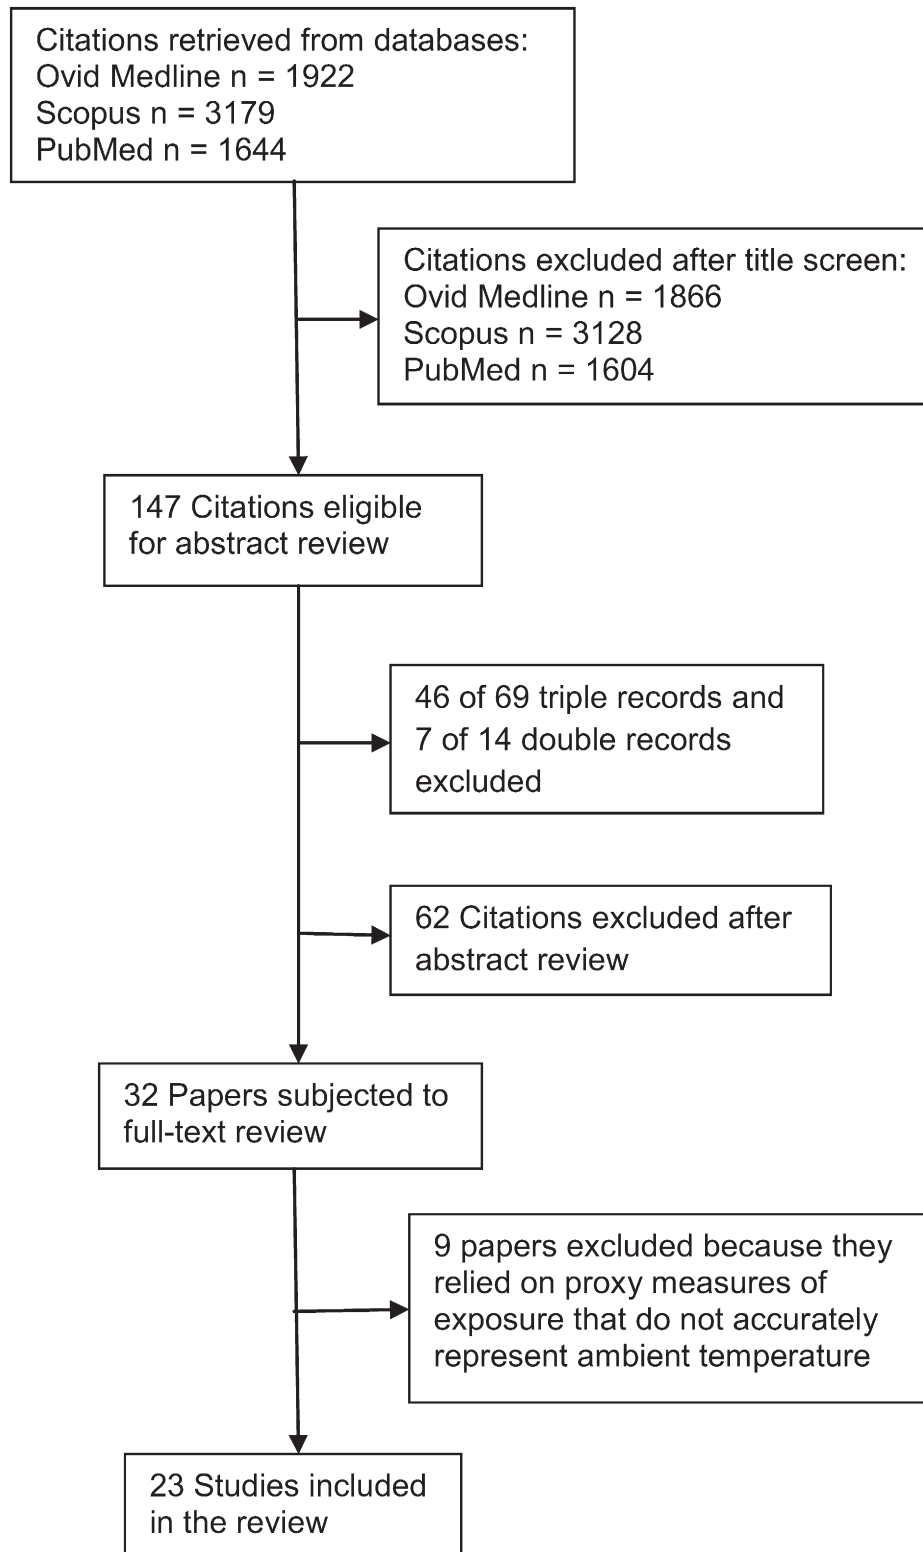 Citations retrieved from databases:
Ovid Medline n = 1922
Scopus n = 3179
PubMed n = 1644
Citations excluded after title screen:
Ovid Medline n = 1866
Scopus n = 3128
PubMed n = 1604
147 Citations eligible
for abstract review
46 of 69 triple records and
7 of 14 double records
excluded
62 Citations excluded after
abstract review
32 Papers subjected to
full-text review
9 papers excluded because they
relied on proxy measures of
exposure that do not accurately
represent ambient temperature
23 Studies included
in the review